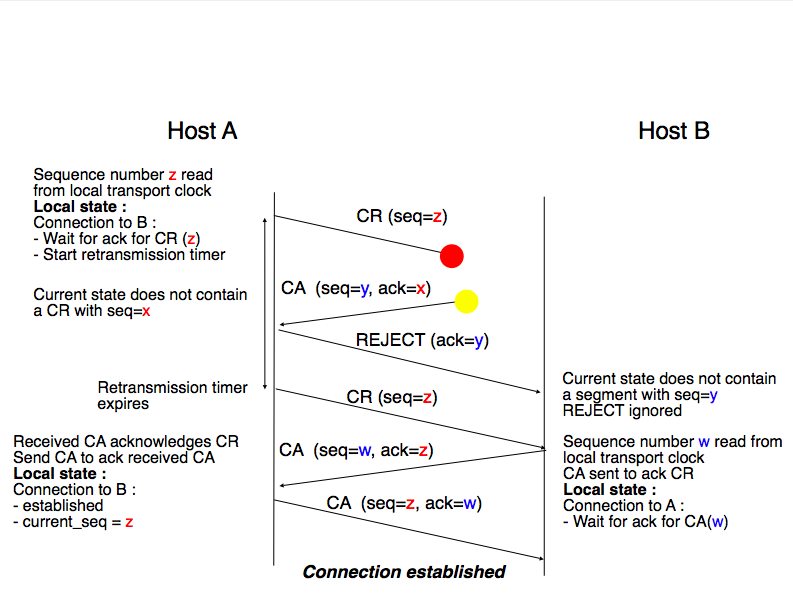 Host A
Host B
Sequence number z read
from local transport clock
Local state :
Connection to B :
- Wait for ack for CR (z)
- Start retransmission timer
CR (seq=z)
CA  (seq=y, ack=x)
Current state does not contain
a CR with seq=x
REJECT (ack=y)
Current state does not contain
a segment with seq=y
REJECT ignored
Retransmission timer
expires
CR (seq=z)
Received CA acknowledges CR
Send CA to ack received CA
Local state :
Connection to B :
- established
- current_seq = z
CA  (seq=w, ack=z)
Sequence number w read from
local transport clock
CA sent to ack CR
Local state :
Connection to A :
- Wait for ack for CA(w)
CA  (seq=z, ack=w)
Connection established